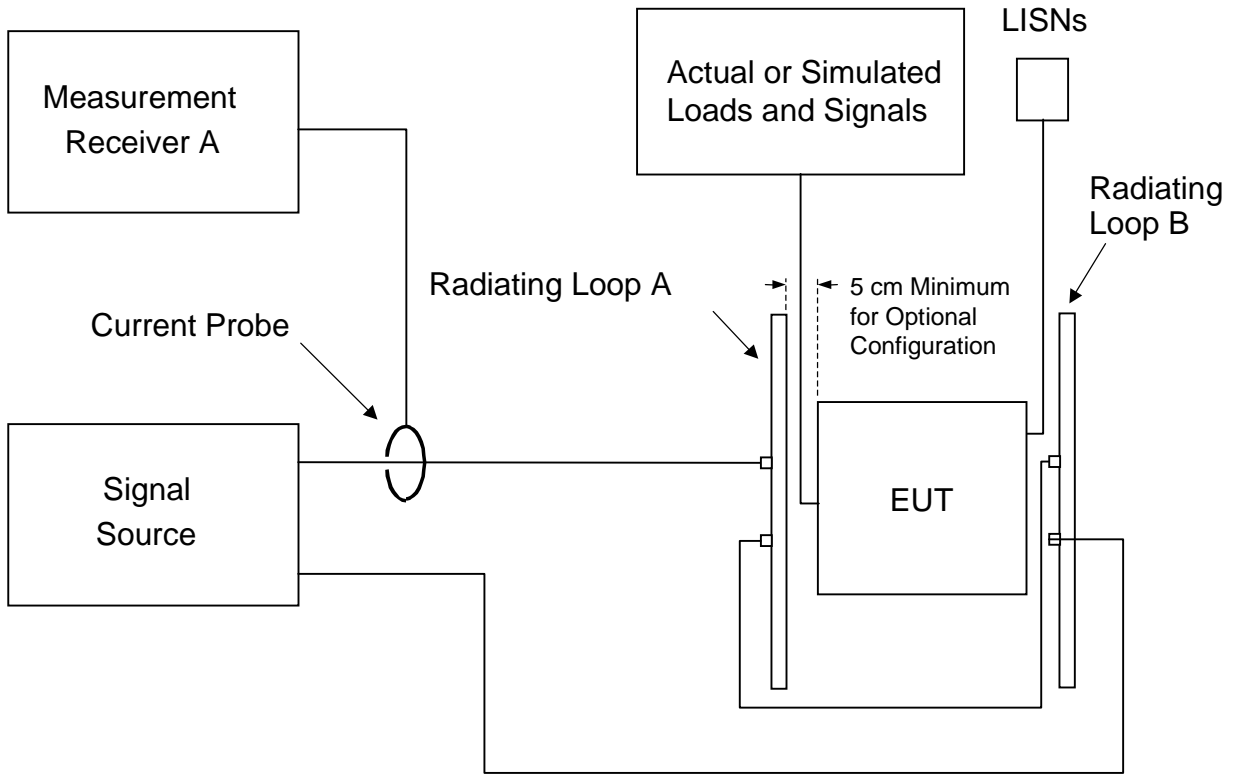 LISNs
Actual or Simulated
Loads and Signals
Measurement
Receiver A
Radiating
Loop B
Radiating Loop A
5 cm Minimum
for Optional
Configuration
Current Probe
Signal
Source
EUT